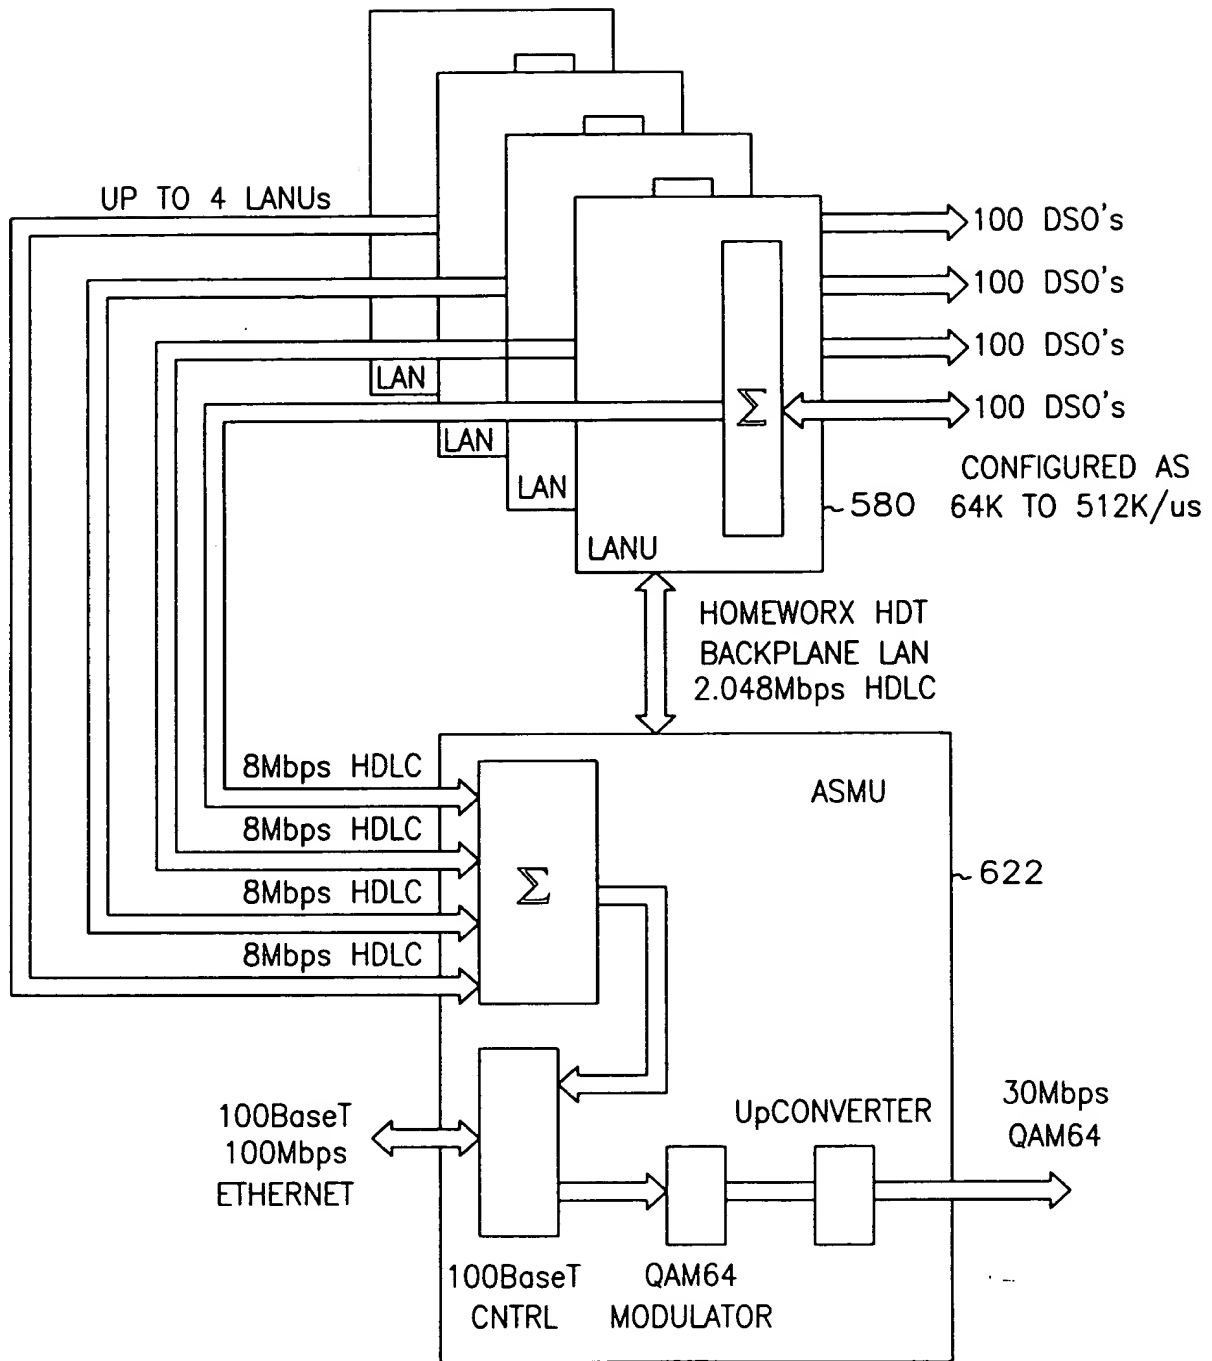 UP TO 4 LANUs
100 DSO's
100 DSO's
100 DSO's
100 DSO's
LAN
LAN
LAN
LANU
Σ
CONFIGURED AS
64K TO 512K/us
580
HOMEWORX HDT
BACKPLANE LAN
2.048Mbps HDLC
8Mbps HDLC
8Mbps HDLC
8Mbps HDLC
8Mbps HDLC
Σ
ASMU
622
100BaseT
100Mbps
ETHERNET
UpCONVERTER
30Mbps
QAM64
100BaseT
CNTRL
QAM64
MODULATOR